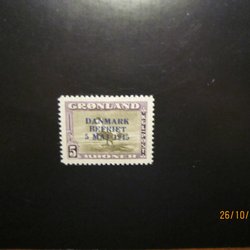 GRØNLAND
DANMARK
BEFRIET
5 MAJ 1945
5 KRONER
26/10/